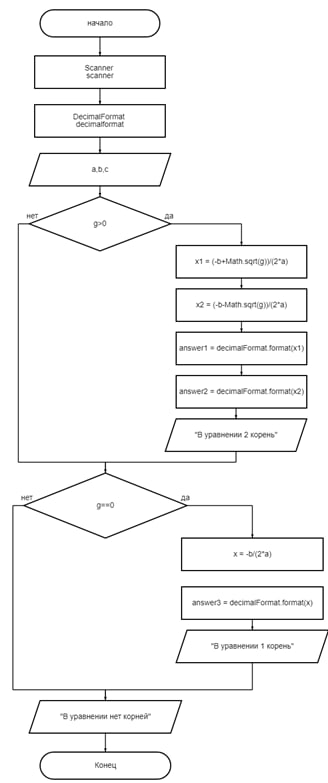 начало
Scanner
scanner
DecimalFormat
decimalformat
a,b,c
нет
g>0
да
x1 = (-b+Math.sqrt(g))/(2*a)
x2 = (-b-Math.sqrt(g))/(2*a)
answer1 = decimalFormat.format(x1)
answer2 = decimalFormat.format(x2)
"В уравнении 2 корень"
нет
g==0
да
x = -b/(2*a)
answer3 = decimalFormat.format(x)
"В уравнении 1 корень"
"В уравнении нет корней"
Конец